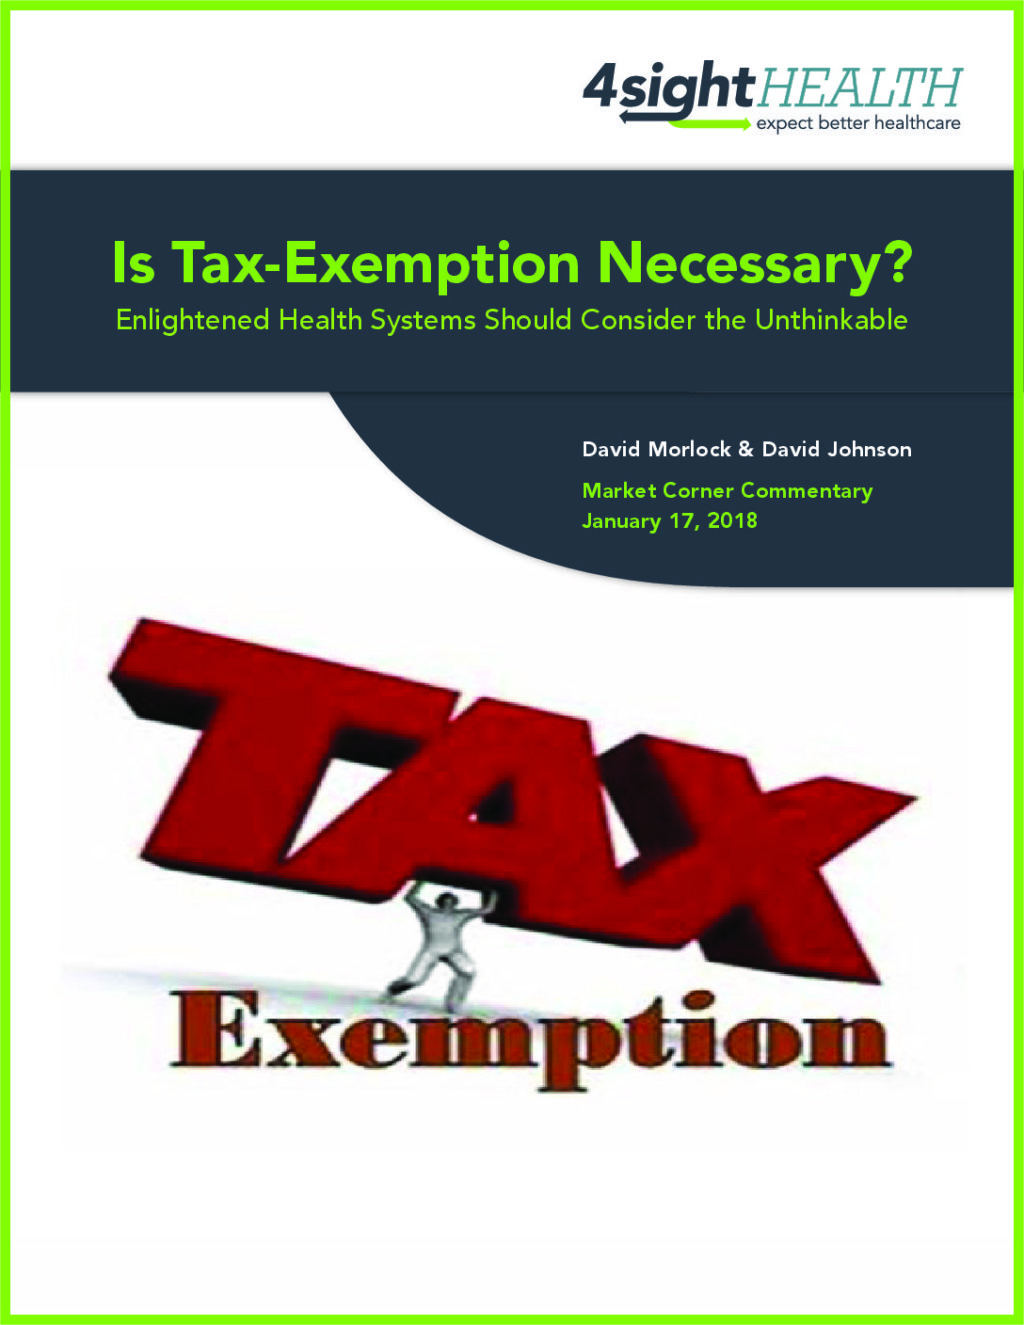 4sightHEALTH
expect better healthcare
Is Tax-Exemption Necessary?
Enlightened Health Systems Should Consider the Unthinkable
David Morlock & David Johnson
Market Corner Commentary
January 17, 2018
TAX
Exemption